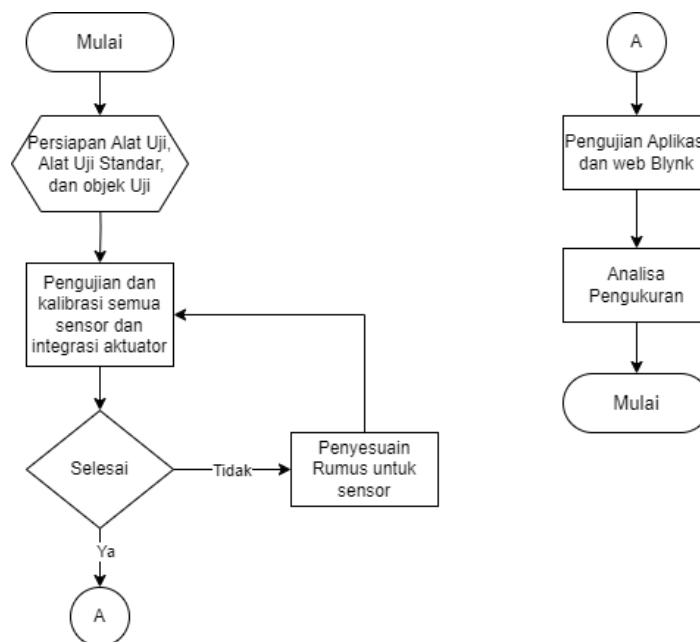 Mulai
Persiapan Alat Uji,
Alat Uji Standar,
dan objek Uji
Pengujian dan
kalibrasi semua
sensor dan
integrasi aktuator
Selesai
Tidak
Penyesuain
Rumus untuk
sensor
Ya
A
A
Pengujian Aplikas
dan web Blynk
Analisa
Pengukuran
Mulai